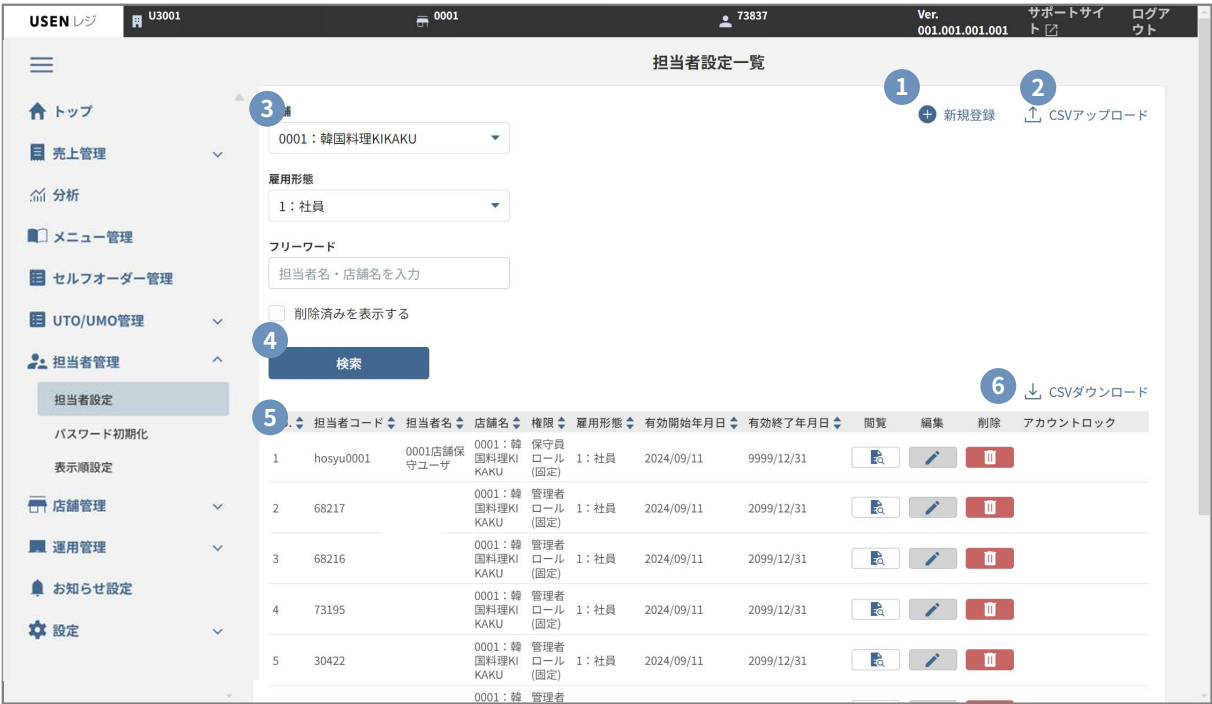 USEN レジ U3001 0001 73837 Ver. サポートサイ ログア
001.001.001.001 ト ウト
担当者設定一覧
1 2
3 舗 新規登録 CSVアップロード
0001：韓国料理KIKAKU
雇用形態
1：社員
フリーワード
担当者名・店舗名を入力
削除済みを表示する
4
検索
6 CSVダウンロード
トップ
売上管理
分析
メニュー管理
セルフオーダー管理
UTO/UMO管理
担当者管理
担当者設定
パスワード初期化
表示順設定
店舗管理
運用管理
お知らせ設定
設定
5 . 担当者コード 担当者名 店舗名 権限 雇用形態 有効開始年月日 有効終了年月日 閲覧 編集 削除 アカウントロック
1 hosyu0001 0001店舗保守ユーザ 0001：韓国料理KIKAKU 保守員ロール(固定) 1：社員 2024/09/11 9999/12/31
2 68217 0001：韓国料理KIKAKU 管理者ロール(固定) 1：社員 2024/09/11 2099/12/31
3 68216 0001：韓国料理KIKAKU 管理者ロール(固定) 1：社員 2024/09/11 2099/12/31
4 73195 0001：韓国料理KIKAKU 管理者ロール(固定) 1：社員 2024/09/11 2099/12/31
5 30422 0001：韓国料理KIKAKU 管理者ロール(固定) 1：社員 2024/09/11 2099/12/31
0001：韓 管理者